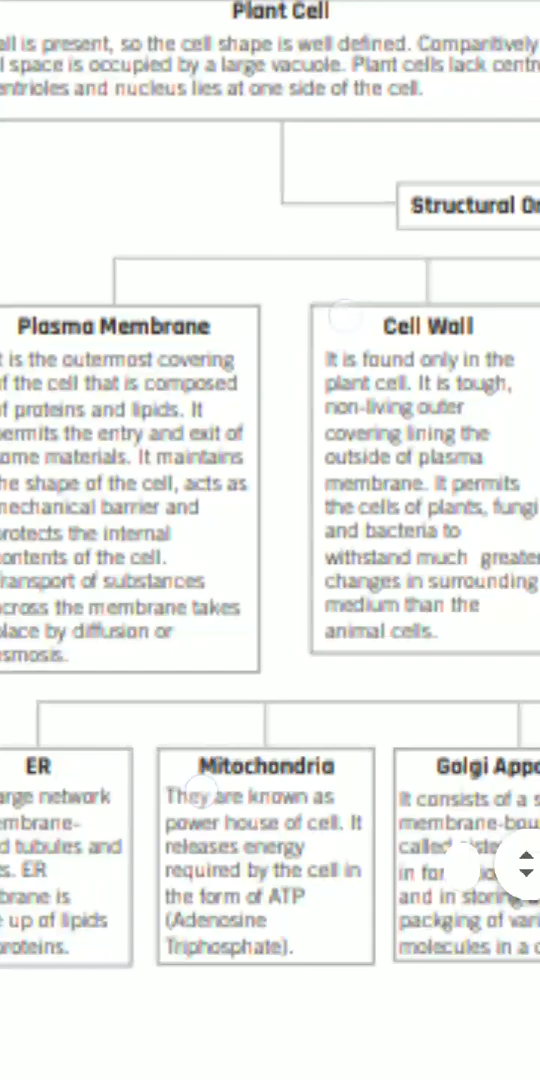 Plant Cell
all is present, so the cell shape is well defined. Comparitively
l space is occupied by a large vacuole. Plant cells lack centr
entrioles and nucleus lies at one side of the cell.
Structural Or
Plasma Membrane
t is the outermost covering
f the cell that is composed
f proteins and lipids. It
ermits the entry and exit of
ome materials. It maintains
he shape of the cell, acts as
mechanical barrier and
rotects the internal
ontents of the cell.
ransport of substances
cross the membrane takes
lace by diffusion or
smosis.
Cell Wall
It is found only in the
plant cell. It is tough,
non-living outer
covering lining the
outside of plasma
membrane. It permits
the cells of plants, fungi
and bacteria to
withstand much greater
changes in surrounding
medium than the
animal cells.
ER
arge network
embrane-
d tubules and
s. ER
brane is
e up of lipids
proteins.
Mitochondria
They are known as
power house of cell. It
releases energy
required by the cell in
the form of ATP
(Adenosine
Triphosphate).
Golgi Appa
It consists of a s
membrane-bou
called
in
and in storing
packging of vari
molecules in a c